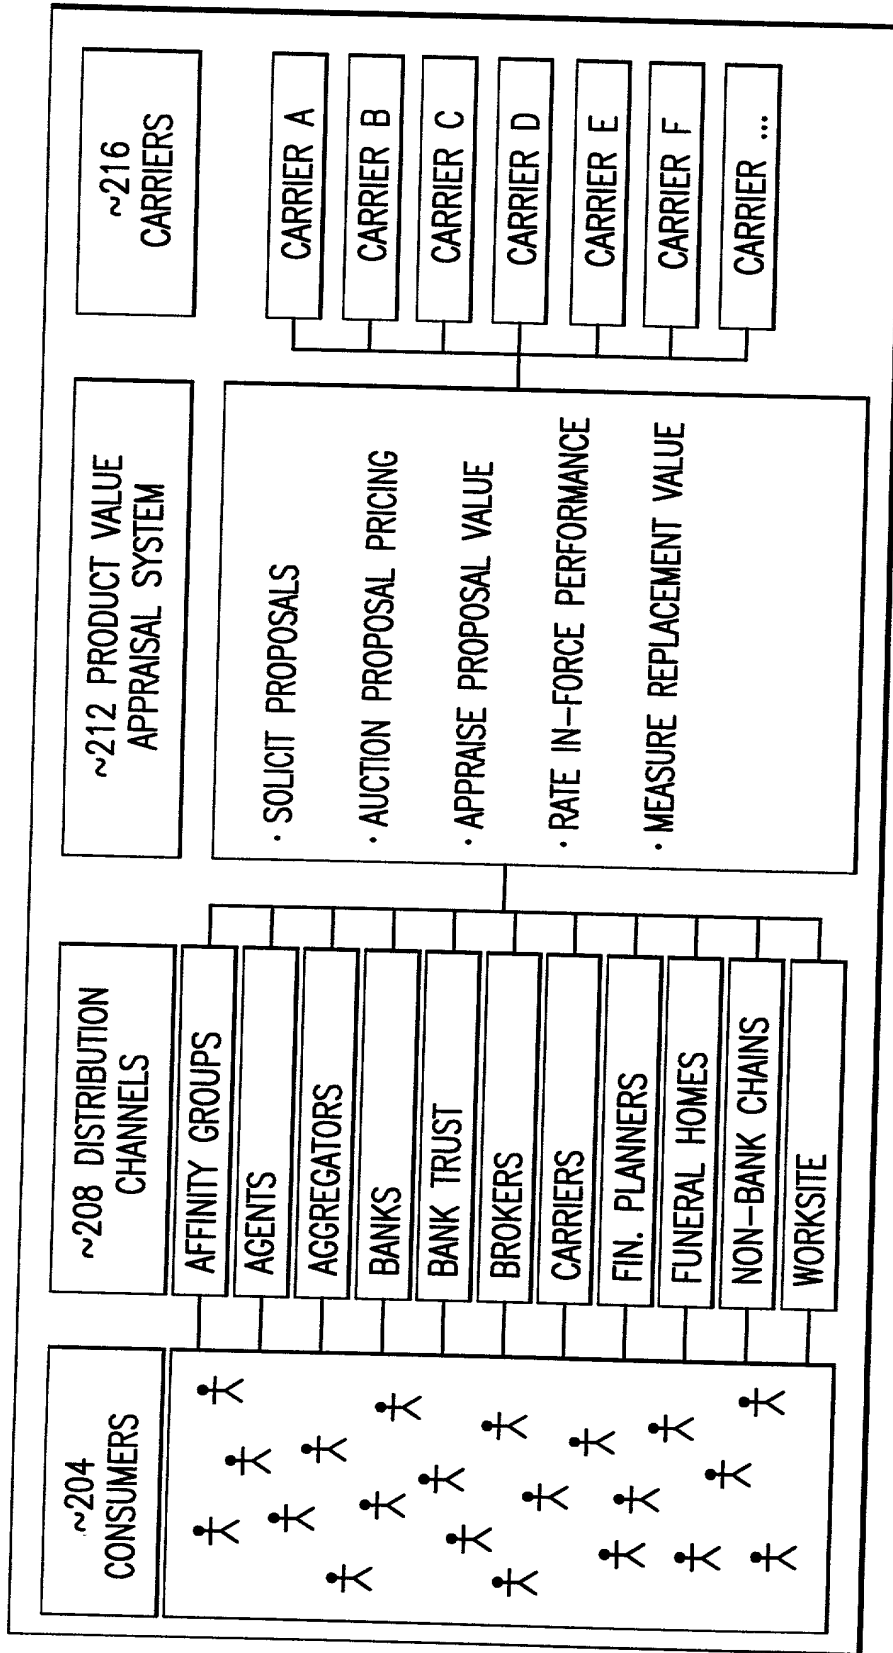 ~204
CONSUMERS
~208 DISTRIBUTION
CHANNELS
AFFINITY GROUPS
AGENTS
AGGREGATORS
BANKS
BANK TRUST
BROKERS
CARRIERS
FIN. PLANNERS
FUNERAL HOMES
NON-BANK CHAINS
WORKSITE
~212 PRODUCT VALUE
APPRAISAL SYSTEM
· SOLICIT PROPOSALS
· AUCTION PROPOSAL PRICING
· APPRAISE PROPOSAL VALUE
· RATE IN-FORCE PERFORMANCE
· MEASURE REPLACEMENT VALUE
~216
CARRIERS
CARRIER A
CARRIER B
CARRIER C
CARRIER D
CARRIER E
CARRIER F
CARRIER ...